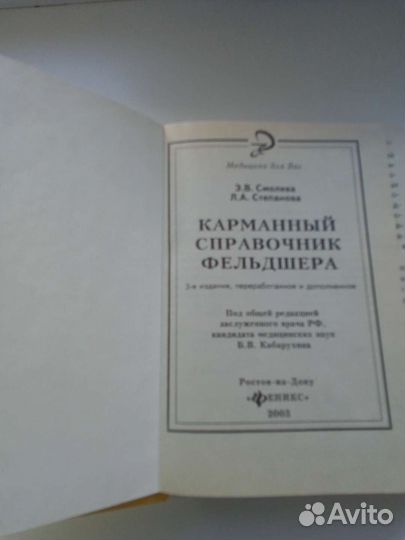 Медицина для Вас
Э.В. Смолева
Л.А. Степанова
КАРМАННЫЙ
СПРАВОЧНИК
ФЕЛЬДШЕРА
издание, переработанное и дополненное
Под общей редакцией
заслуженного врача РФ,
кандидата медицинских наук
Б.В. Кабарухина
Ростов-на-Дону
«ФЕНИКС»
2003
Avito